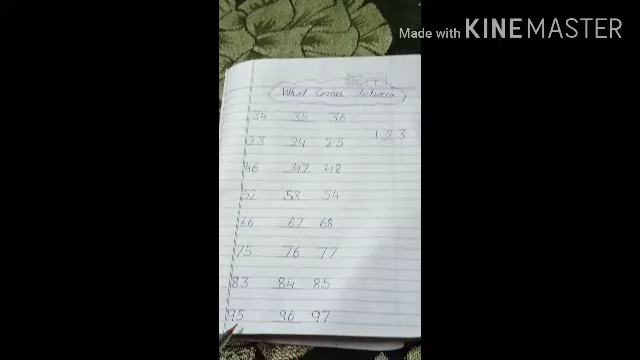 Made with KINEMASTER
What Comes between
34 35 36
1 2 3
23 24 25
46 47 48
52 53 54
66 67 68
75 76 77
83 84 85
95 96 97